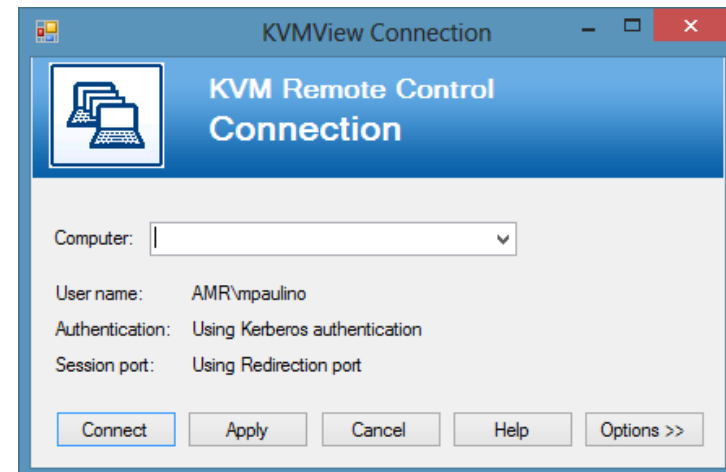 KVMView Connection
KVM Remote Control
Connection
Computer:
User name: AMR\mpaulino
Authentication: Using Kerberos authentication
Session port: Using Redirection port
Connect Apply Cancel Help Options >>